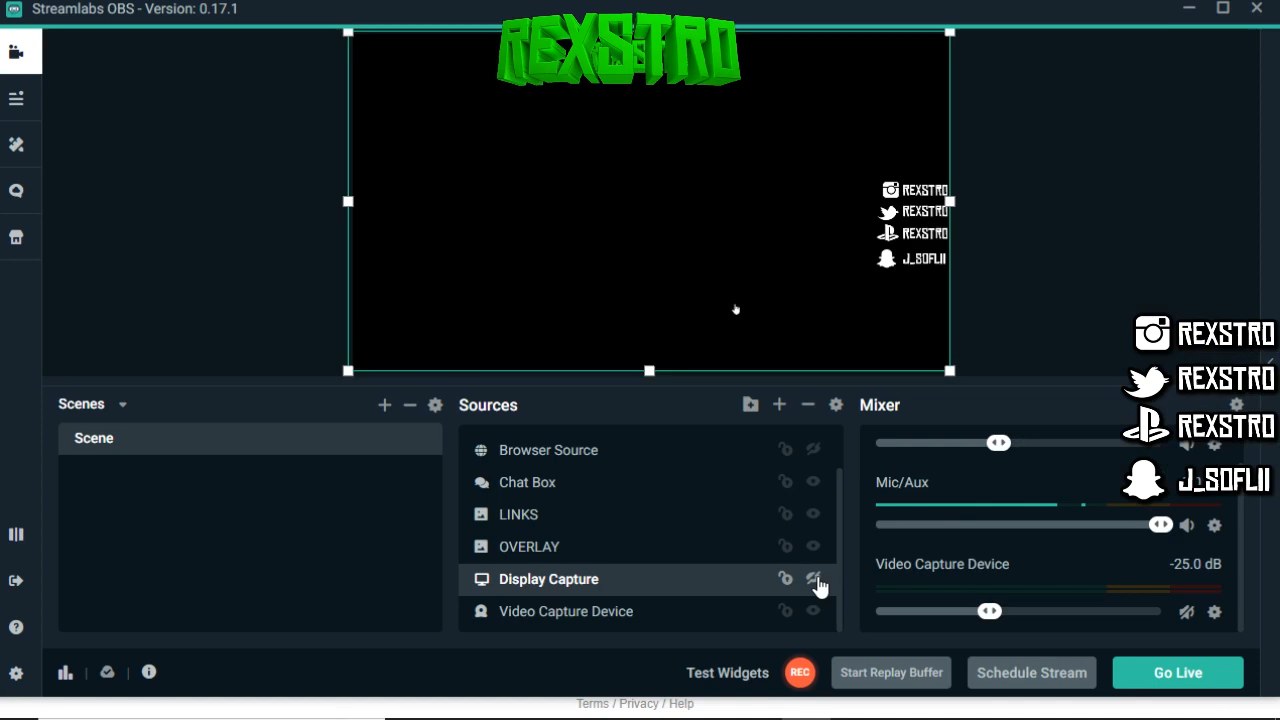 Streamlabs OBS - Version: 0.17.1
REXSTRO
REXSTRO
REXSTRO
REXSTRO
J_SOFLII
REXSTRO
REXSTRO
REXSTRO
J_SOFLII
Scenes
Scene
Sources
Browser Source
Chat Box
LINKS
OVERLAY
Display Capture
Video Capture Device
Mixer
Mic/Aux
Video Capture Device -25.0 dB
Test Widgets
REC
Start Replay Buffer
Schedule Stream
Go Live
Terms / Privacy / Help